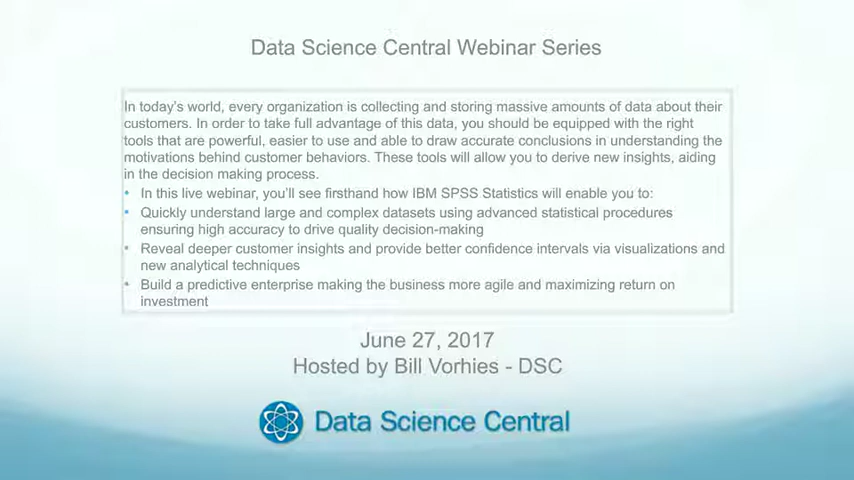 Data Science Central Webinar Series
In today's world, every organization is collecting and storing massive amounts of data about their
customers. In order to take full advantage of this data, you should be equipped with the right
tools that are powerful, easier to use and able to draw accurate conclusions in understanding the
motivations behind customer behaviors. These tools will allow you to derive new insights, aiding
in the decision making process.
• In this live webinar, you'll see firsthand how IBM SPSS Statistics will enable you to:
• Quickly understand large and complex datasets using advanced statistical procedures
ensuring high accuracy to drive quality decision-making
• Reveal deeper customer insights and provide better confidence intervals via visualizations and
new analytical techniques
• Build a predictive enterprise making the business more agile and maximizing return on
investment
June 27, 2017
Hosted by Bill Vorhies - DSC
Data Science Central